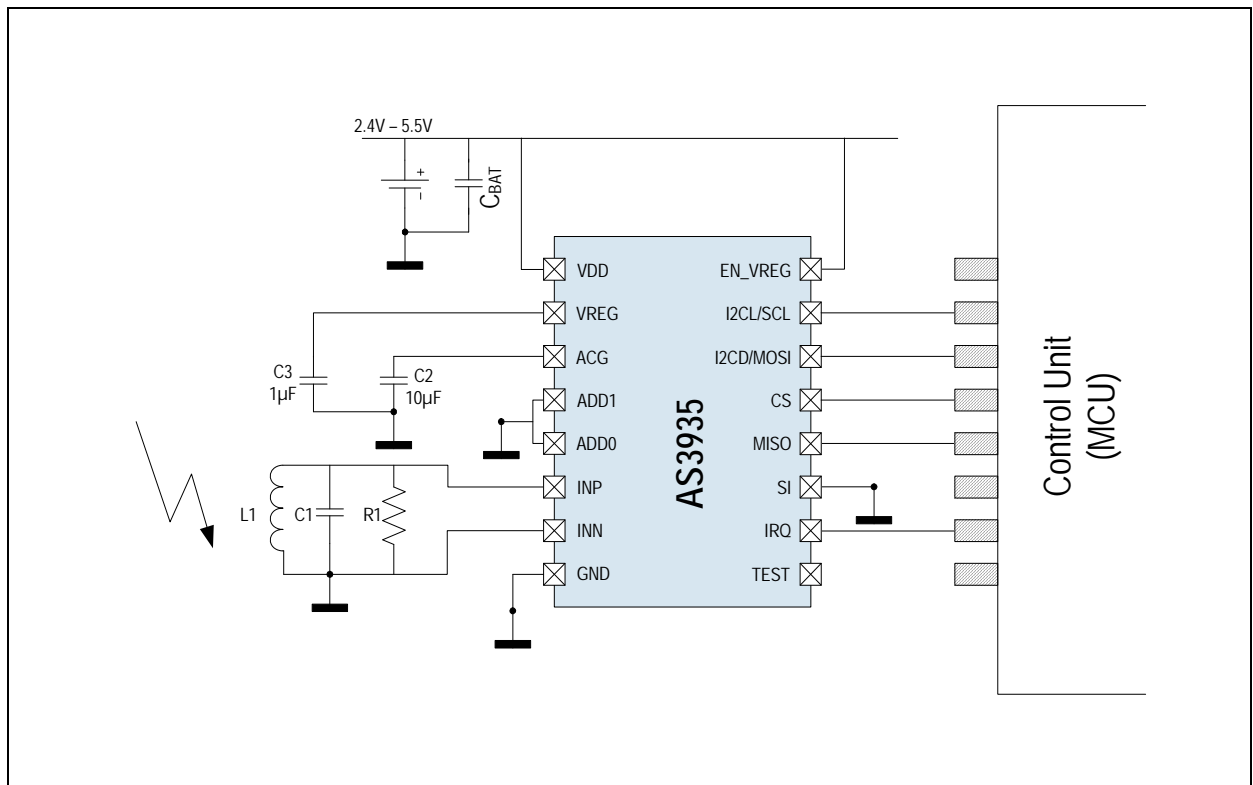 2.4V – 5.5V
+
–
CBAT
VDD
VREG
ACG
ADD1
ADD0
INP
INN
GND
EN_VREG
I2CL/SCL
I2CD/MOSI
CS
MISO
SI
IRQ
TEST
AS3935
C3
1µF
C2
10µF
L1
C1
R1
Control Unit
(MCU)